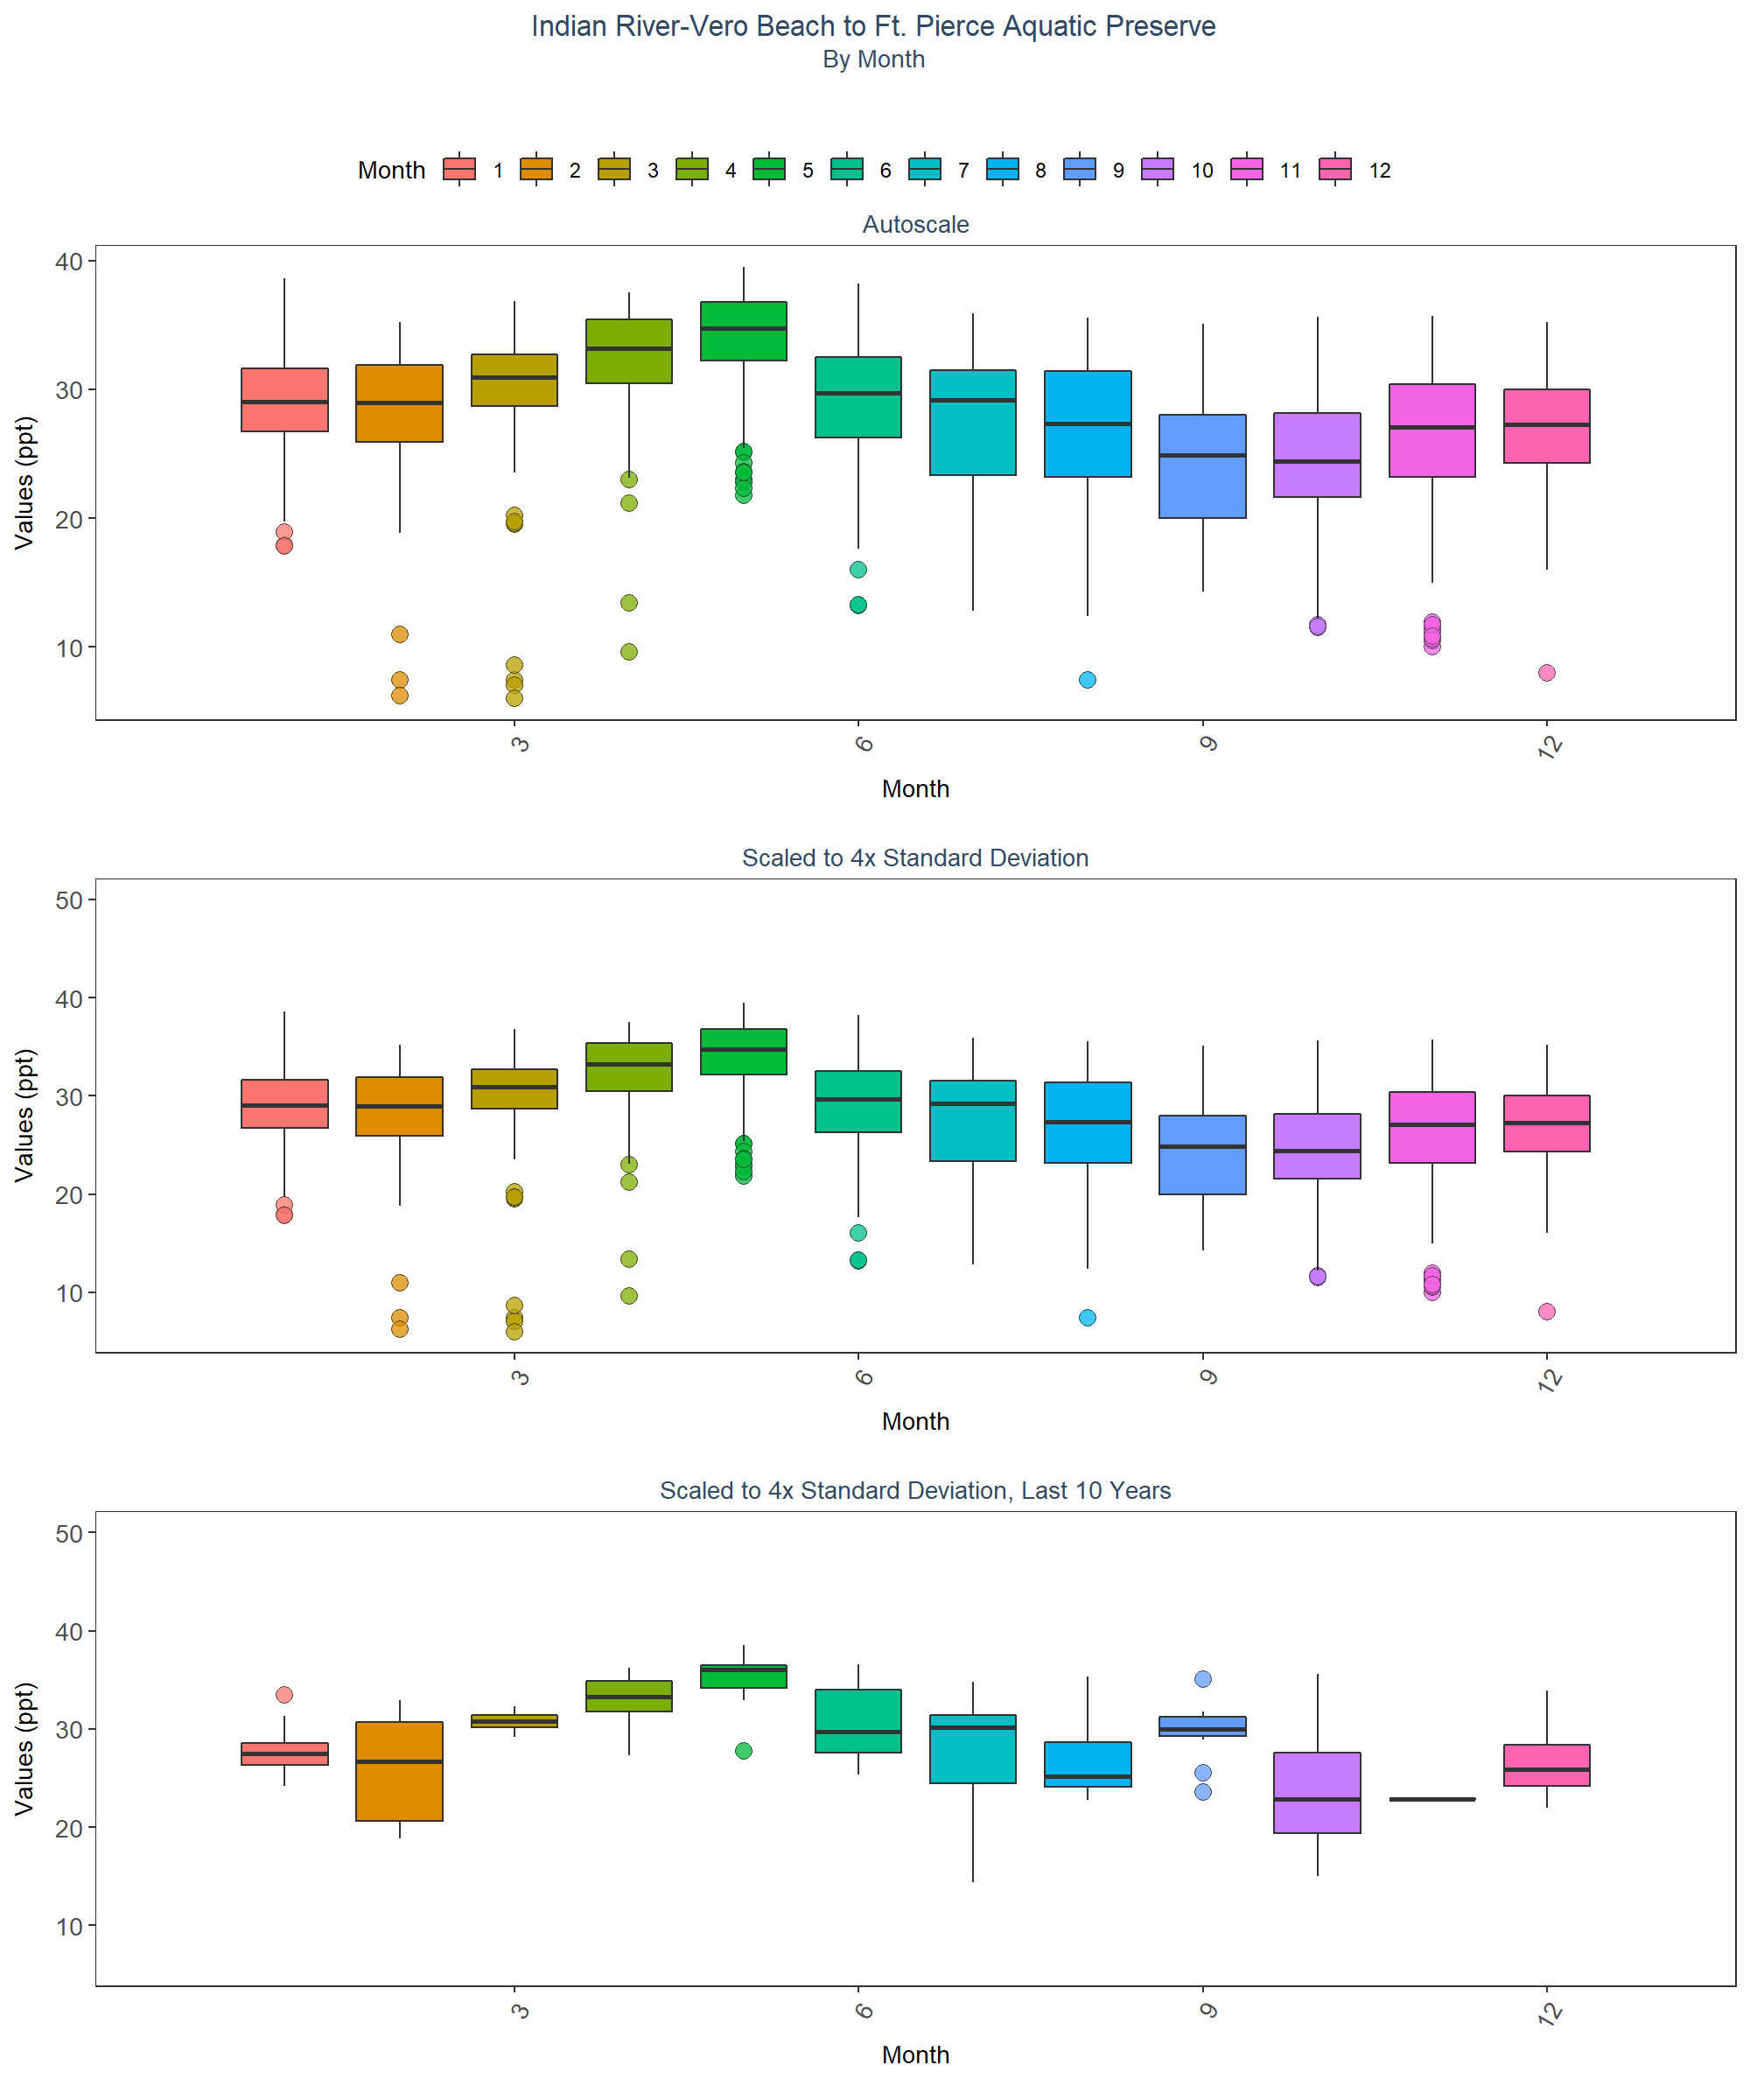 Indian River-Vero Beach to Ft. Pierce Aquatic Preserve
By Month
Month 1 2 3 4 5 6 7 8 9 10 11 12
Autoscale
Values (ppt)
40
30
20
10
3 6 9 12
Month
Scaled to 4x Standard Deviation
Values (ppt)
50
40
30
20
10
3 6 9 12
Month
Scaled to 4x Standard Deviation, Last 10 Years
Values (ppt)
50
40
30
20
10
3 6 9 12
Month